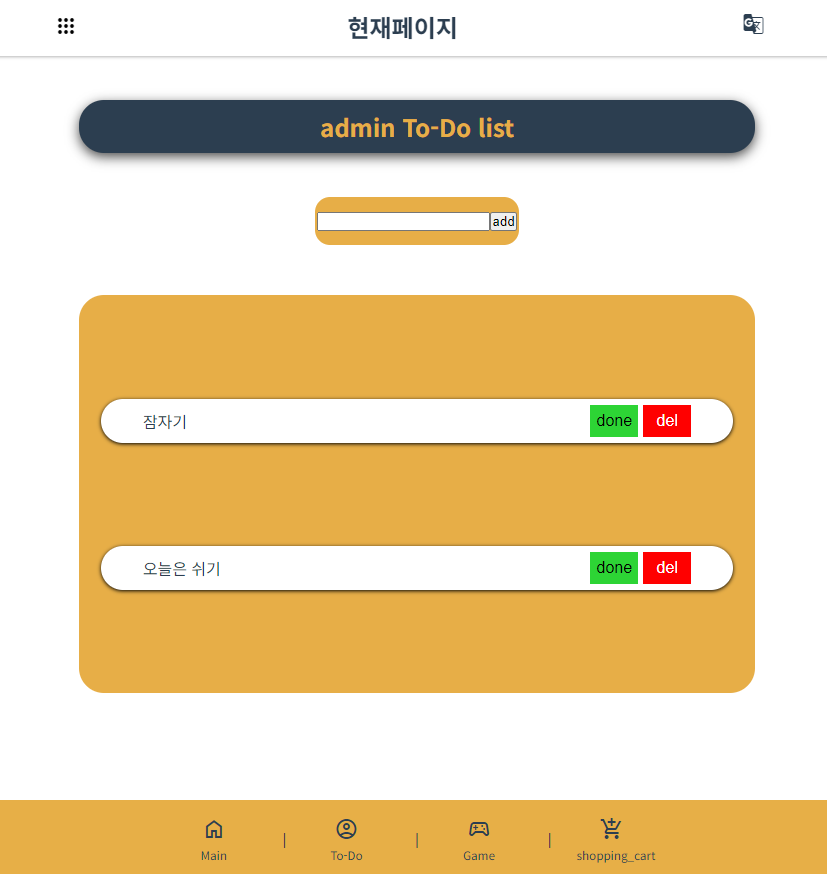 현재페이지
admin To-Do list
add
잠자기 done del
오늘은 쉬기 done del
Main | To-Do | Game | shopping_cart